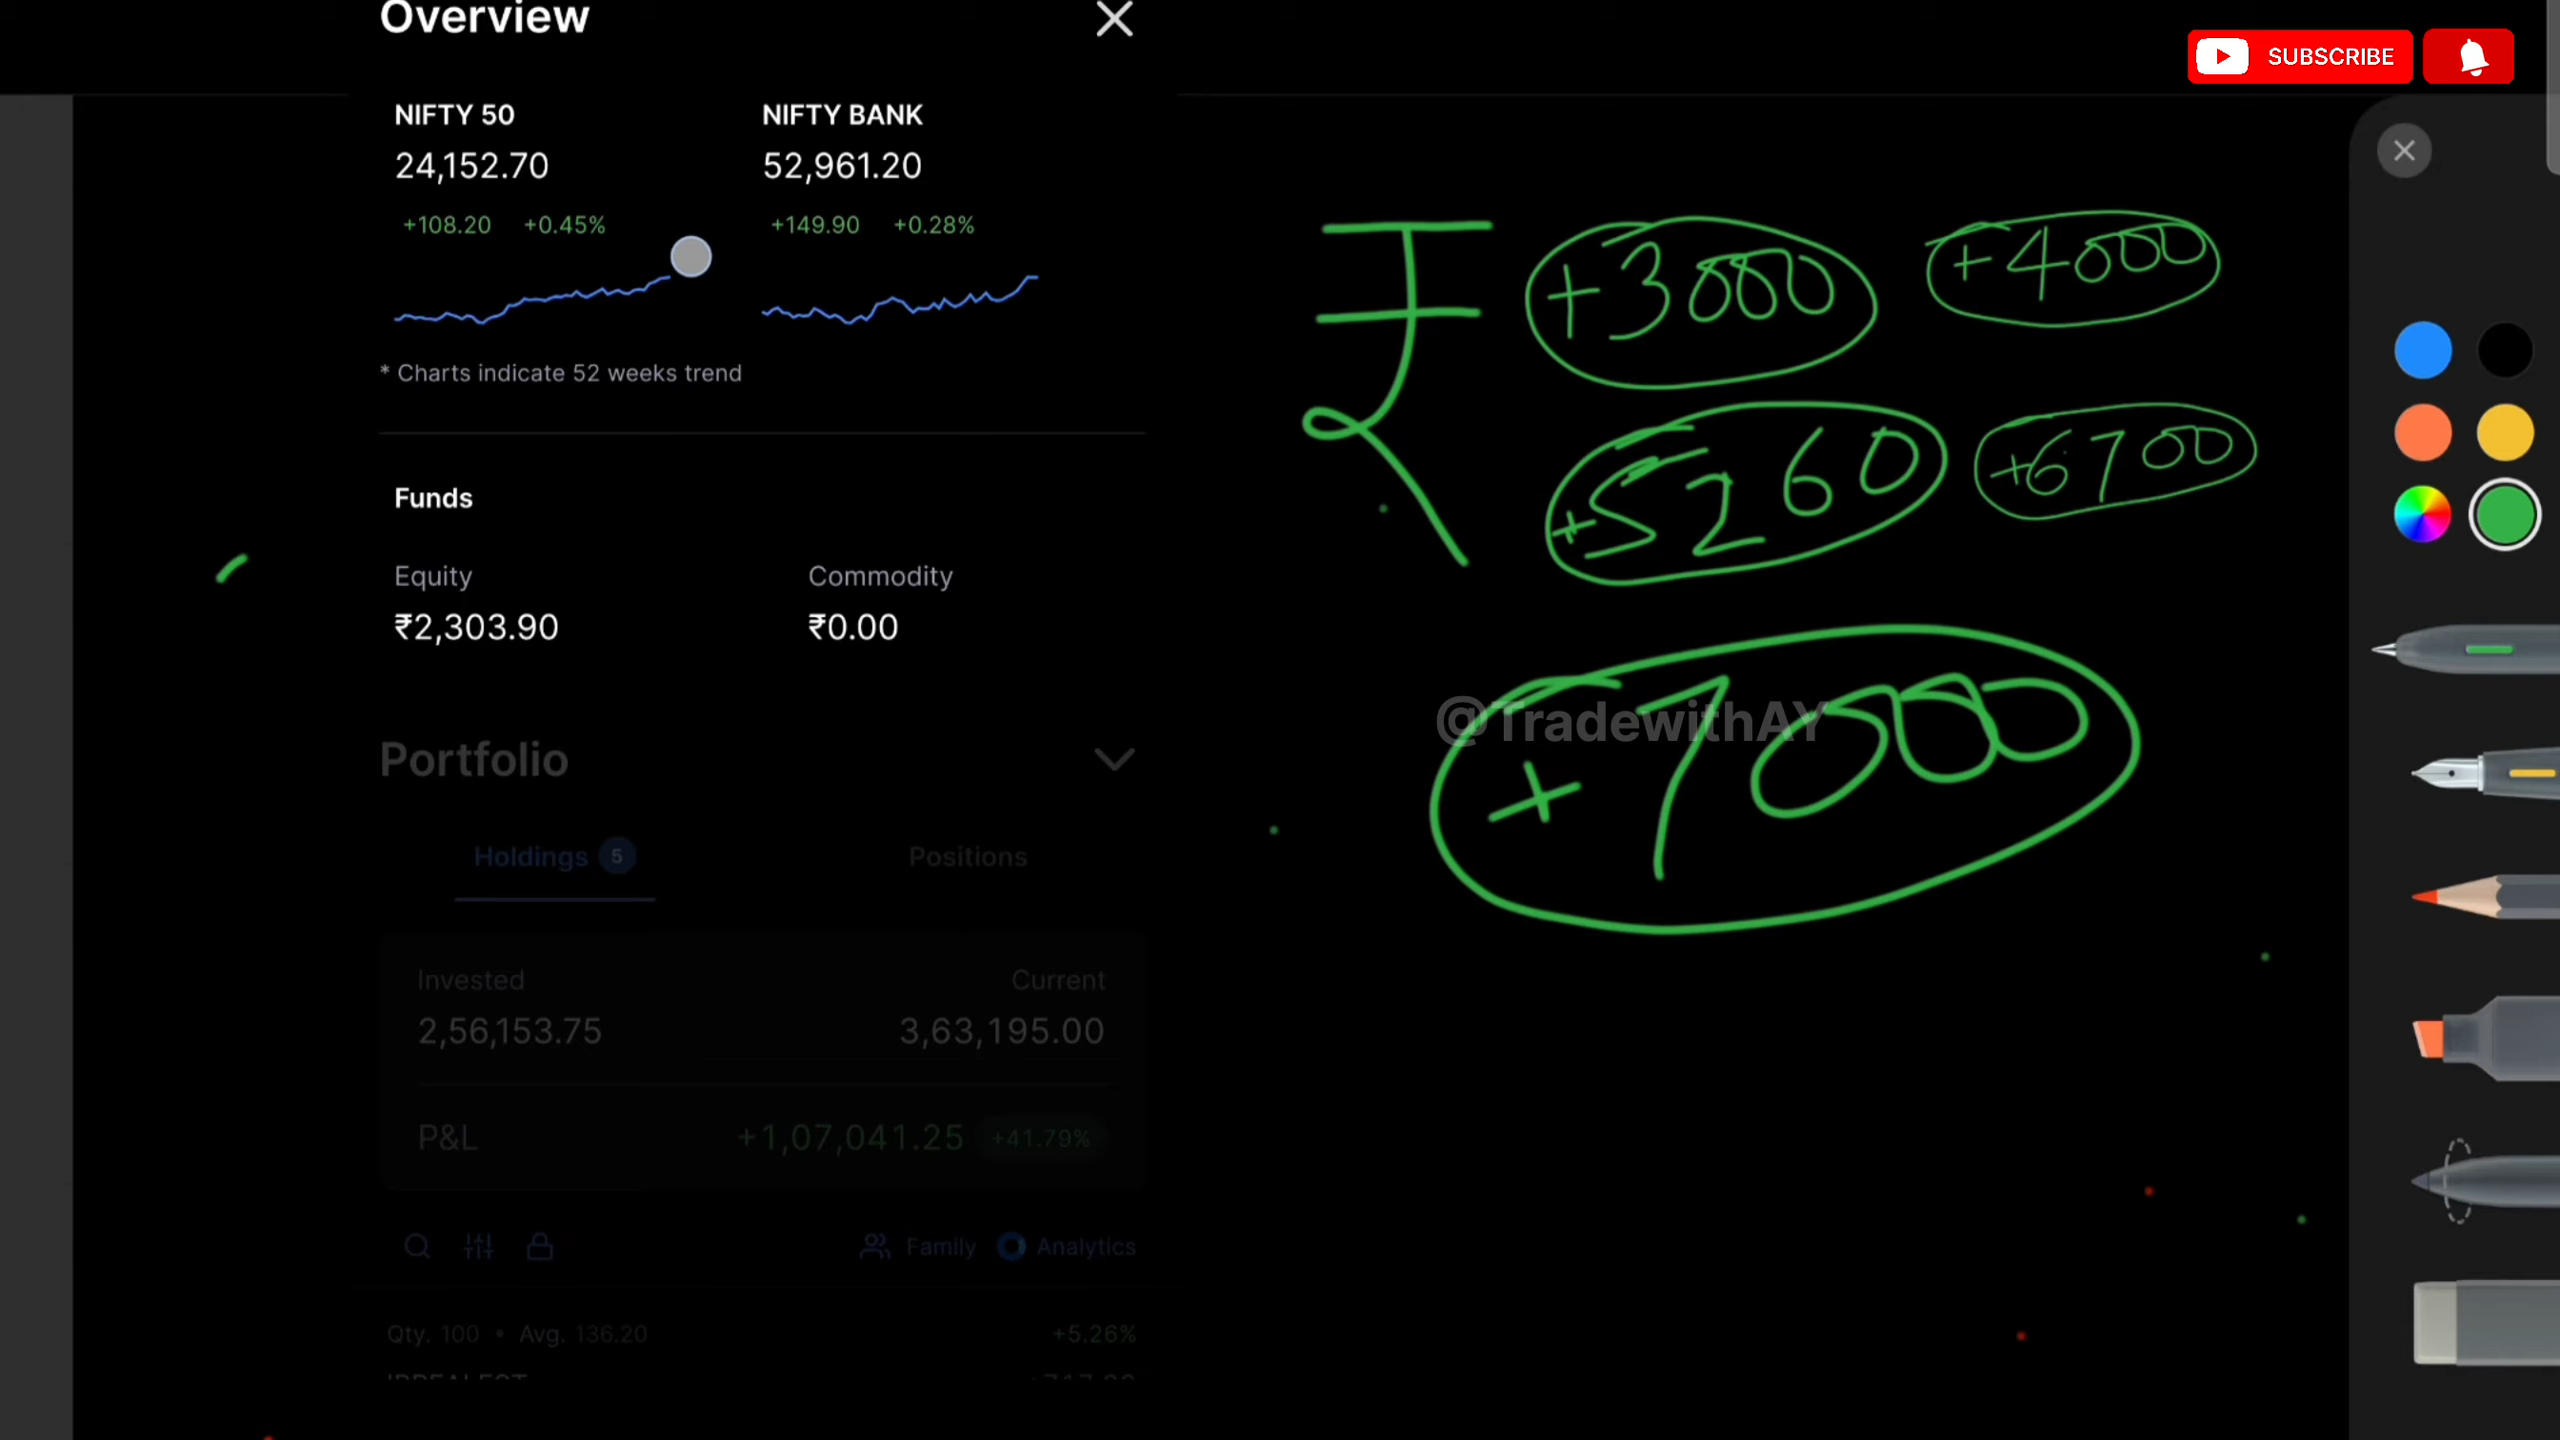 Overview
SUBSCRIBE
NIFTY 50
NIFTY BANK
24,152.70
52,961.20
+108.20 +0.45%
+149.90 +0.28%
* Charts indicate 52 weeks trend
₹ +3000 +4000
+5260 +6700
Funds
Equity
Commodity
₹2,303.90
₹0.00
@TradewithAY
+7000
Portfolio
Holdings 5
Positions
Invested
Current
2,56,153.75
3,63,195.00
P&L
+1,07,041.25 +41.79%
Family
Analytics
Qty. 100 • Avg. 136.20
+5.26%